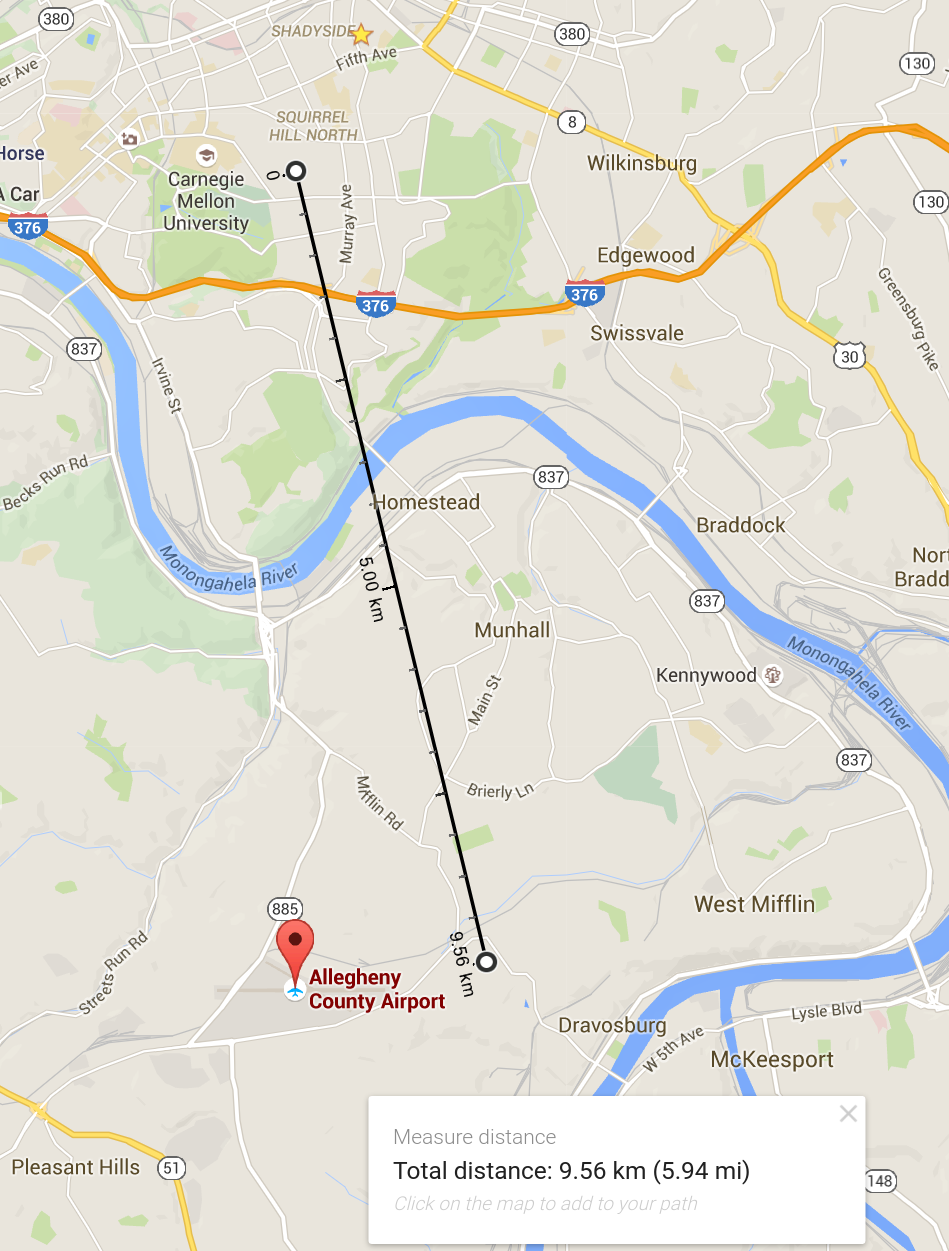 380
SHADYSIDE
380
Fifth Ave
130
er Ave
8
SQUIRREL
HILL NORTH
Horse
Wilkinsburg
0
Carnegie
Mellon
University
A Car
130
376
Murray Ave
Edgewood
376
376
Greensburg Pike
Swissvale
837
30
Irvine St
Becks Run Rd
837
Homestead
Braddock
Monongahela River
Nor
Bradd
5.00 km
837
Munhall
Monongahela River
Kennywood
Main St
837
Mifflin Rd
Brierly Ln
885
West Mifflin
Streets Run Rd
9.56 km
Allegheny
County Airport
Lysle Blvd
Dravosburg
W 5th Ave
McKeesport
Measure distance
Pleasant Hills
51
Total distance: 9.56 km (5.94 mi)
148
Click on the map to add to your path